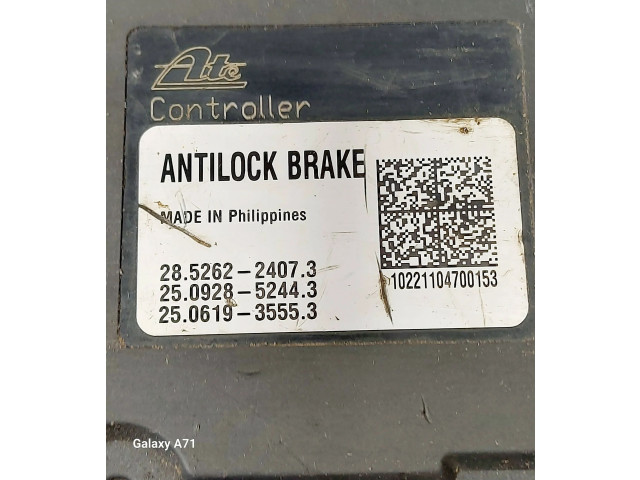 Ate
Controller
ANTILOCK BRAKE
MADE IN Philippines
28.5262-2407.3
25.0928-5244.3
25.0619-3555.3
10221104700153
Galaxy A71